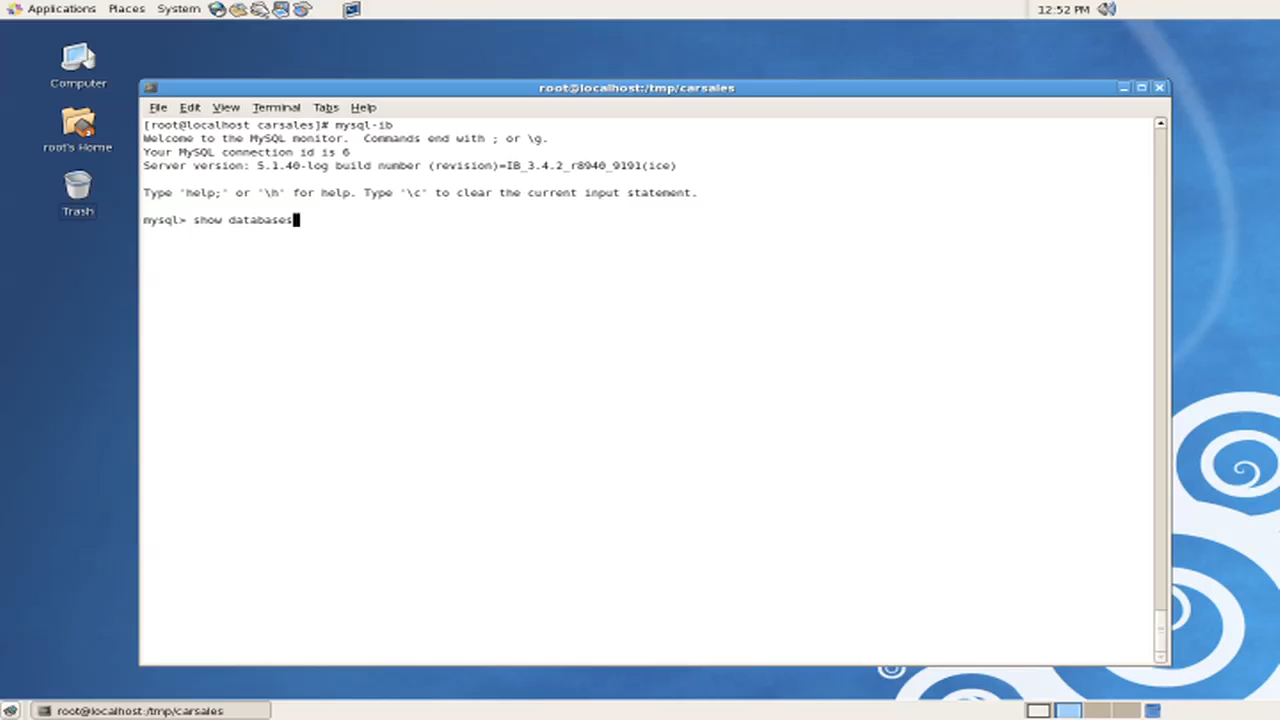 Applications Places System 12:52 PM
Computer
root's Home
Trash
root@localhost:/tmp/carsales
File Edit View Terminal Tabs Help
[root@localhost carsales]# mysql-ib
Welcome to the MySQL monitor.  Commands end with ; or \g.
Your MySQL connection id is 6
Server version: 5.1.40-log build number (revision)=IB_3.4.2_r8940_9191(ice)
Type 'help;' or '\h' for help. Type '\c' to clear the current input statement.
mysql> show databases
root@localhost:/tmp/carsales